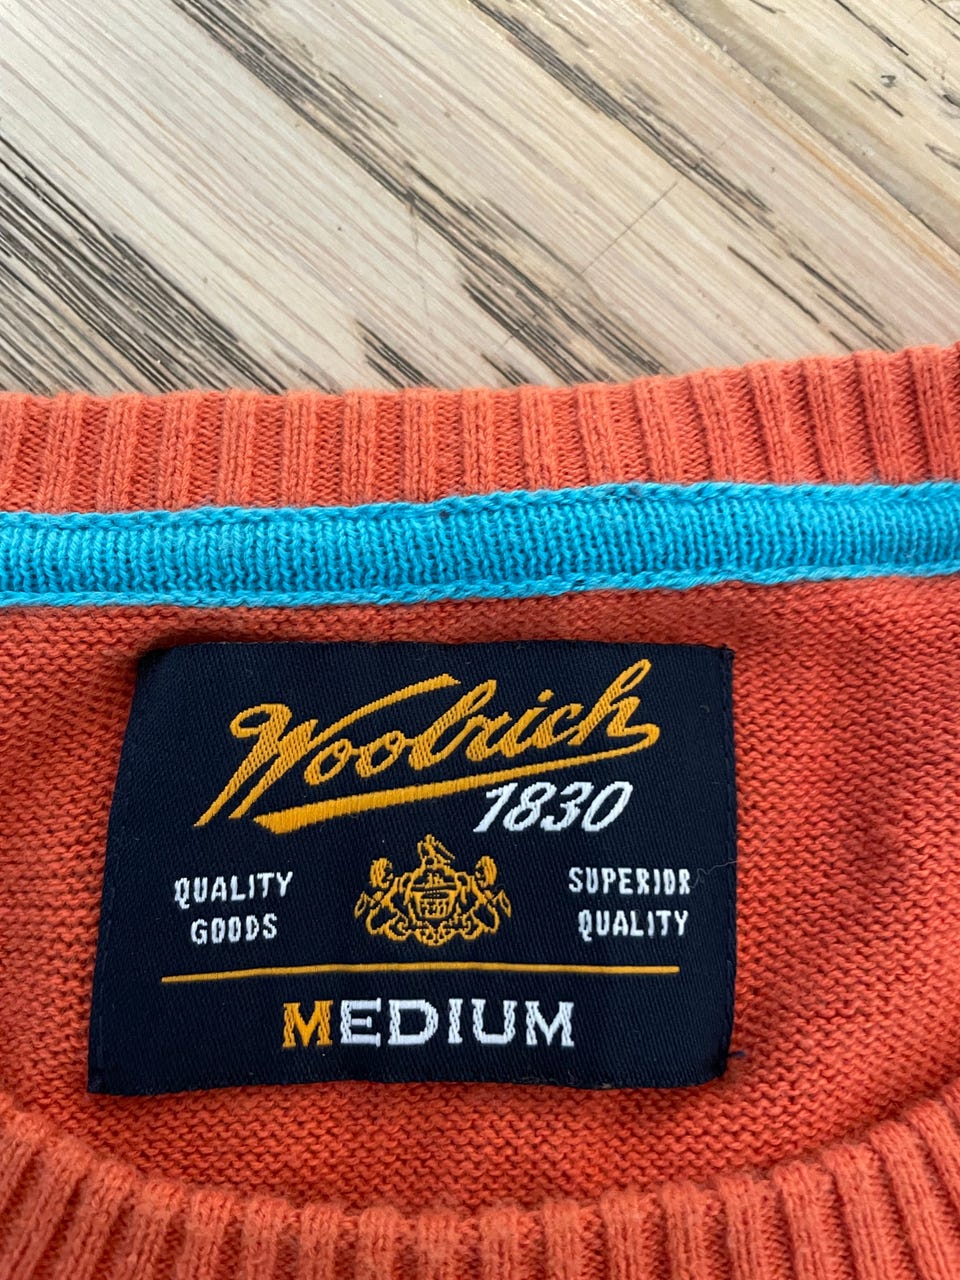 Woolrich
1830
QUALITY GOODS
SUPERIOR QUALITY
MEDIUM